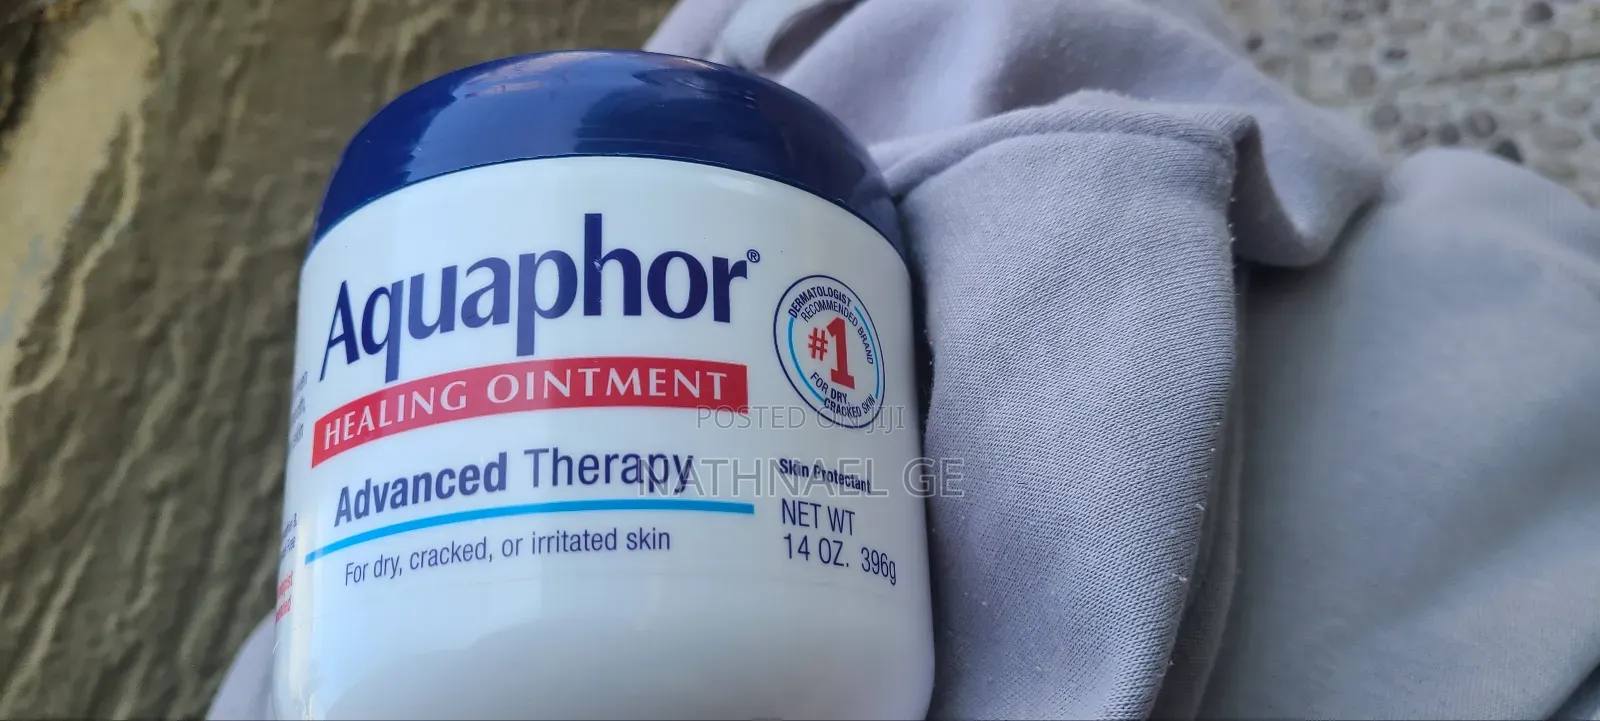 Aquaphor®
HEALING OINTMENT
Advanced Therapy
For dry, cracked, or irritated skin
DERMATOLOGIST
RECOMMENDED BRAND
#1
FOR DRY,
CRACKED SKIN
Skin Protectant
NET WT
14 OZ. 396g
POSTED ON JIJI
NATHNAEL GE